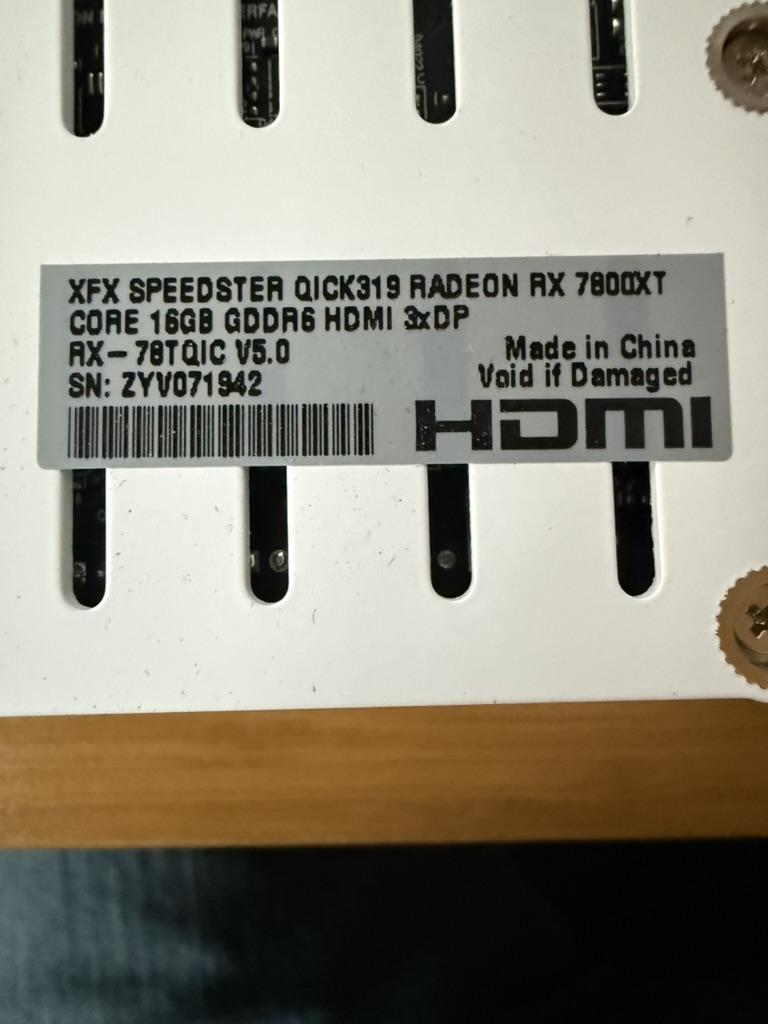 XFX SPEEDSTER QICK319 RADEON RX 7800XT
CORE 16GB GDDR6 HDMI 3xDP
RX-78TQIC V5.0
SN: ZYV071942
Made in China
Void if Damaged
HDMI